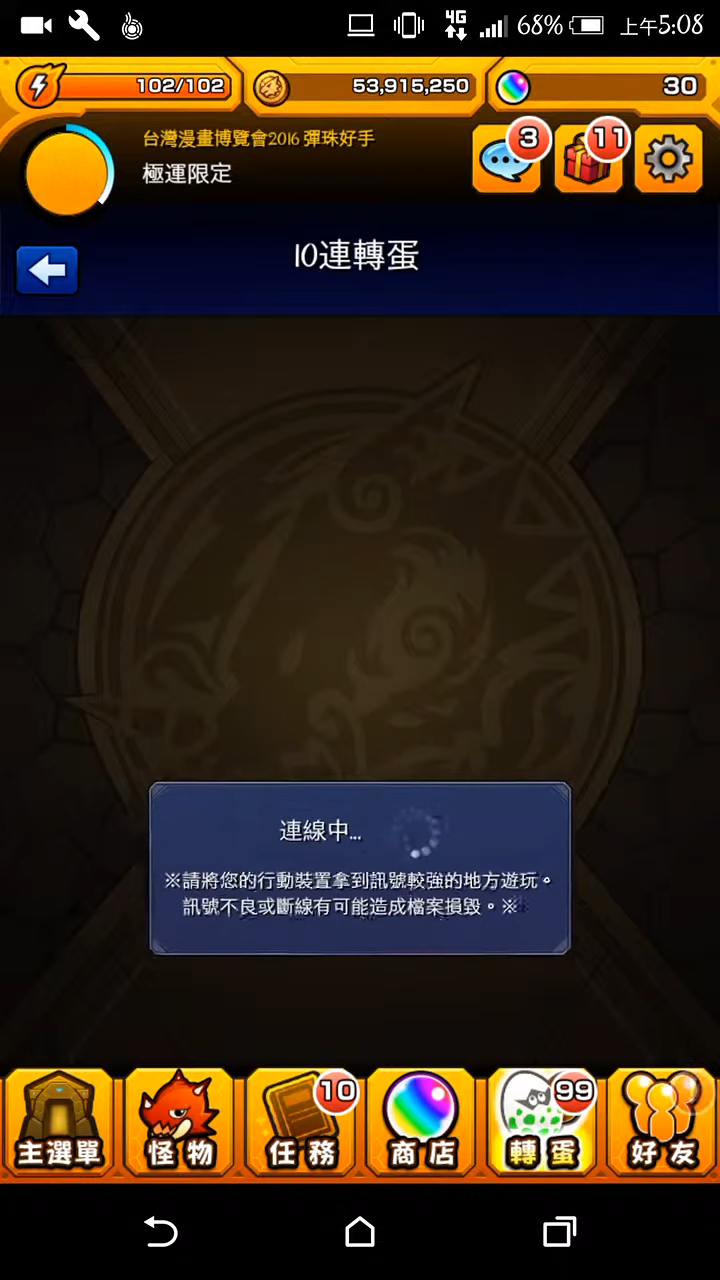 4G 68% 上午5:08
102/102 53,915,250 30
台灣漫畫博覽會2016 彈珠好手
極運限定
3 11
10連轉蛋
連線中...
※請將您的行動裝置拿到訊號較強的地方遊玩。
訊號不良或斷線有可能造成檔案損毀。※
10 99
主選單 怪物 任務 商店 轉蛋 好友